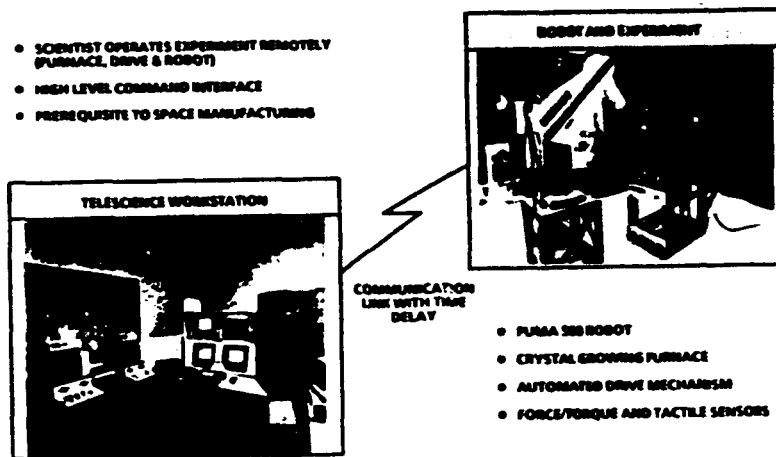 SCIENTIST OPERATES EXPERIMENT REMOTELY
(FURNACE, DRIVE & ROBOT)
HIGH LEVEL COMMAND INTERFACE
PREREQUISITE TO SPACE MANUFACTURING
ROBOT AND EXPERIMENT
TELESCIENCE WORKSTATION
COMMUNICATION
LINK WITH TIME
DELAY
PUMA ROBOT
CRYSTAL GROWING FURNACE
AUTOMATED DRIVE MECHANISM
FORCE/TORQUE AND TACTILE SENSORS